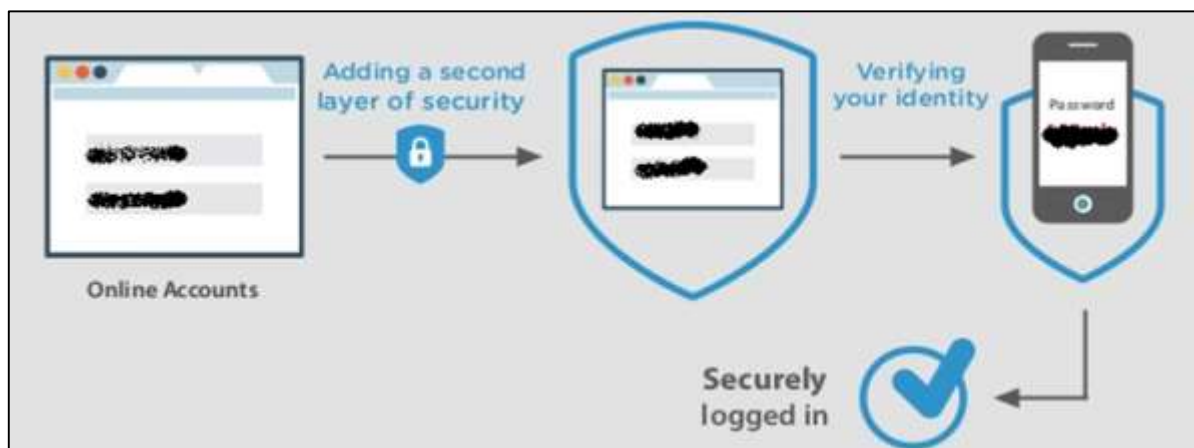 Adding a second
layer of security
Verifying
your identity
Password
Online Accounts
Securely
logged in